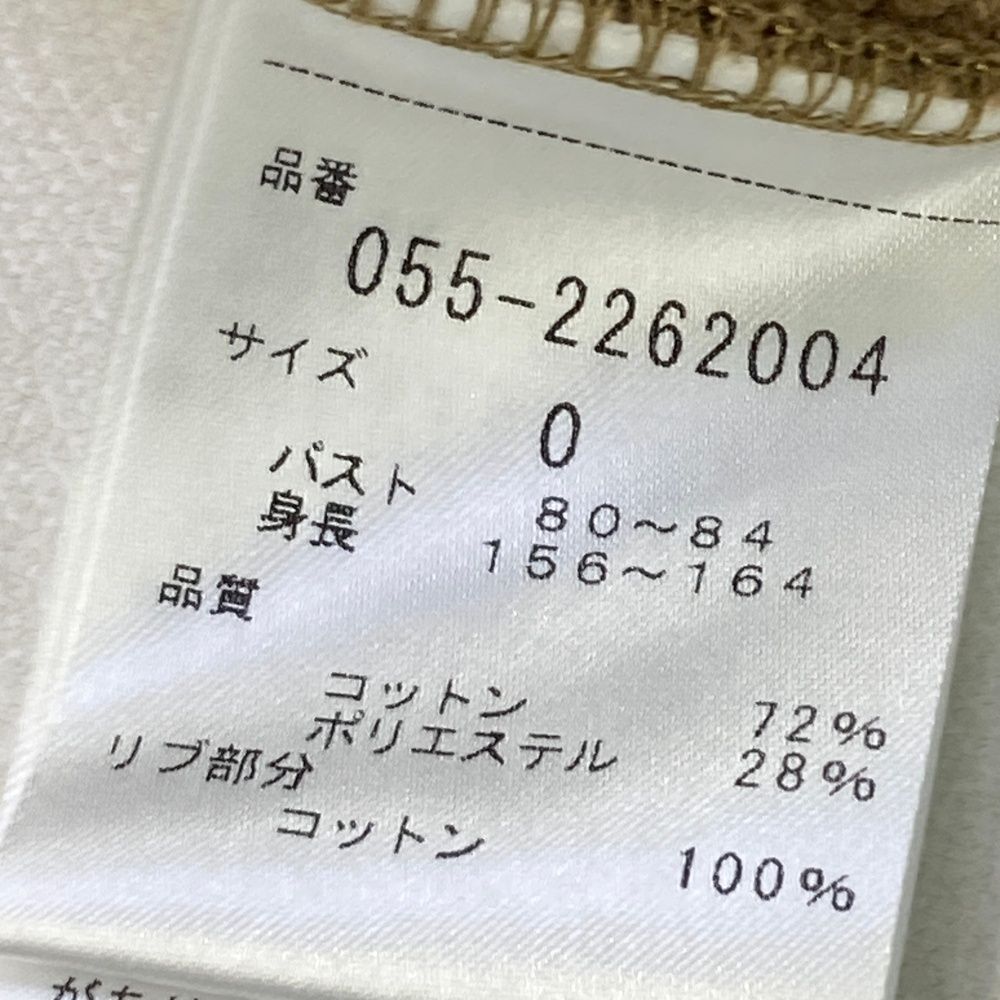 品番
055-2262004
サイズ
0
バスト 80～84
身長 156～164
品質
コットン 72%
ポリエステル 28%
リブ部分
コットン 100%